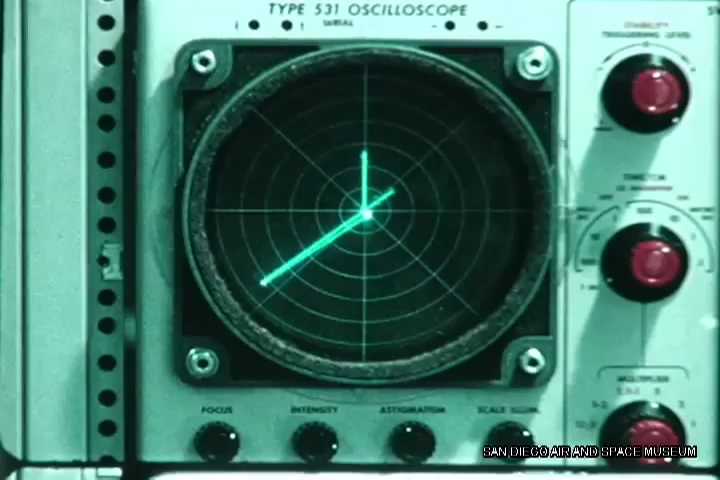 TYPE 531 OSCILLOSCOPE
SERIAL
STABILITY
TRIGGERING LEVEL
TIME/CM
MULTIPLIER
FOCUS INTENSITY ASTIGMATISM SCALE ILLUM.
SAN DIEGO AIR AND SPACE MUSEUM